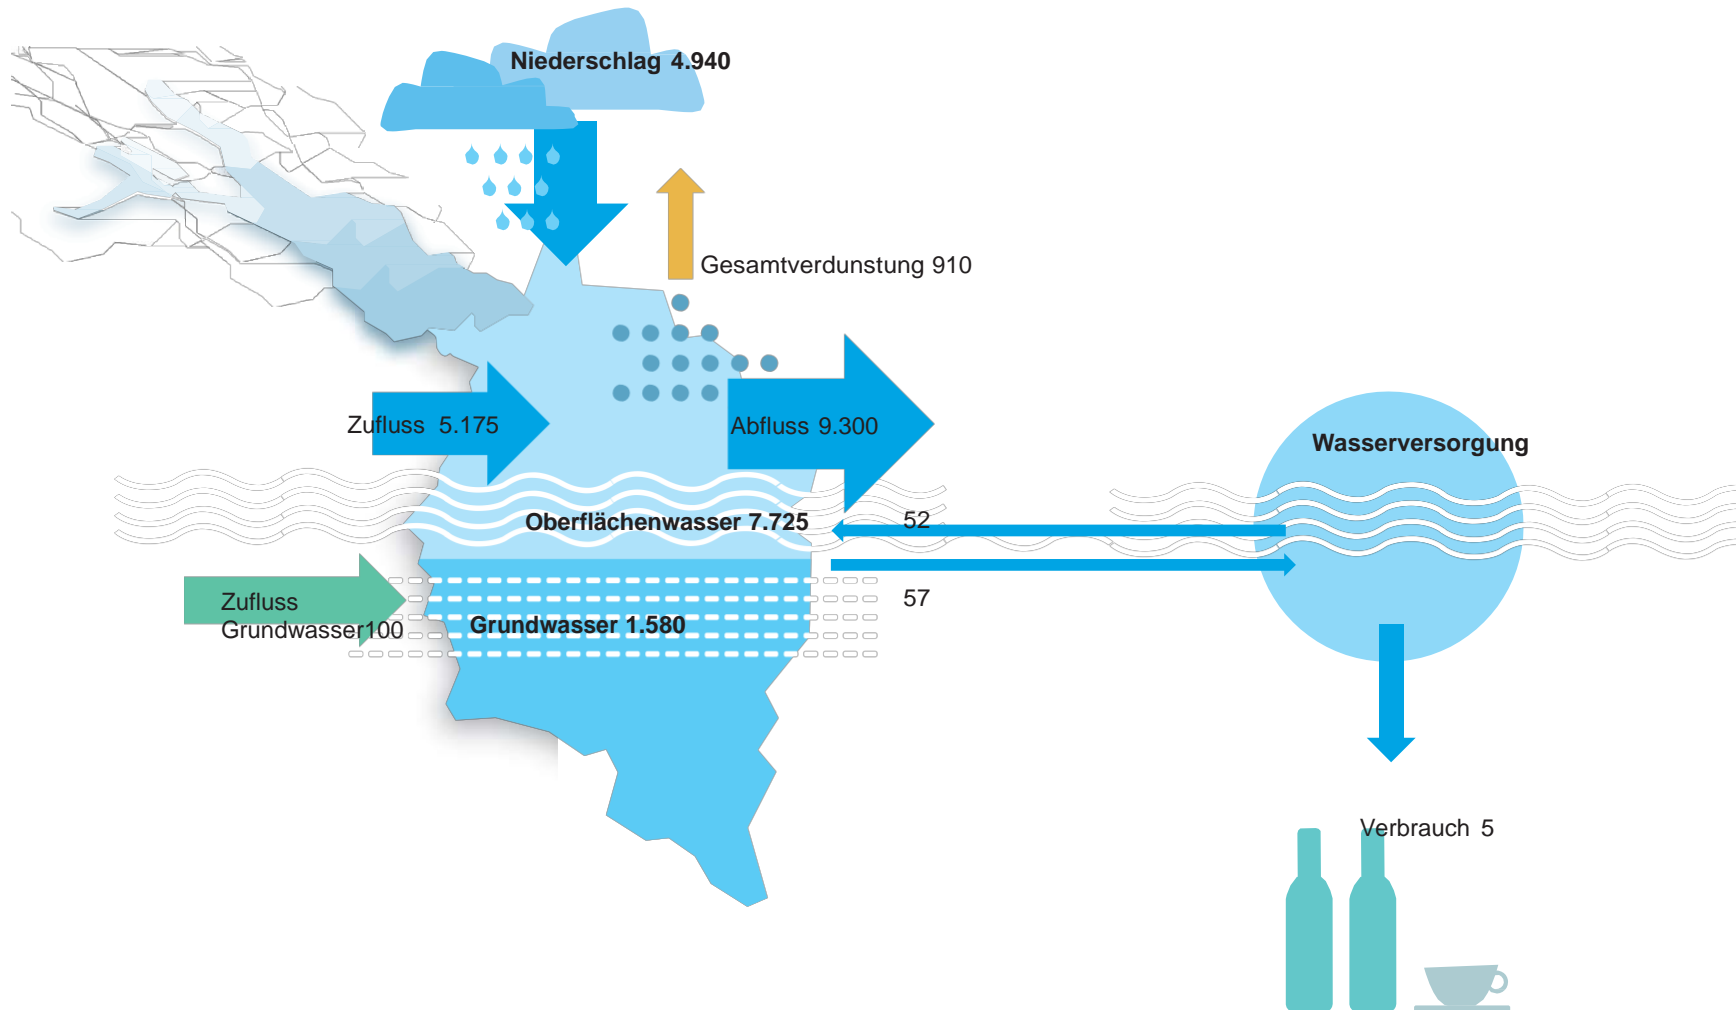 Niederschlag 4.940
Gesamtverdunstung 910
Zufluss 5.175
Abfluss 9.300
Wasserversorgung
Oberflächenwasser 7.725
52
57
Zufluss
Grundwasser100
Grundwasser 1.580
Verbrauch 5